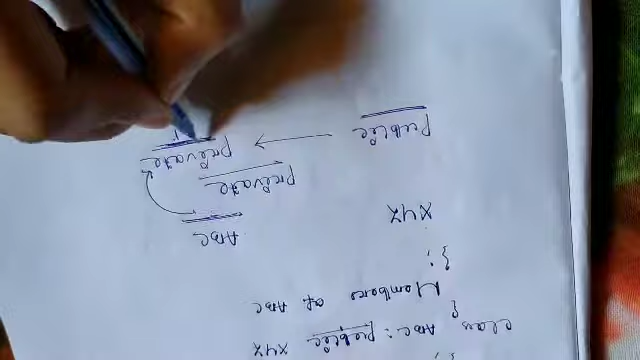 };
class ABC : public XYZ
{
Members of ABC
};
XYZ ABC
private
public → private